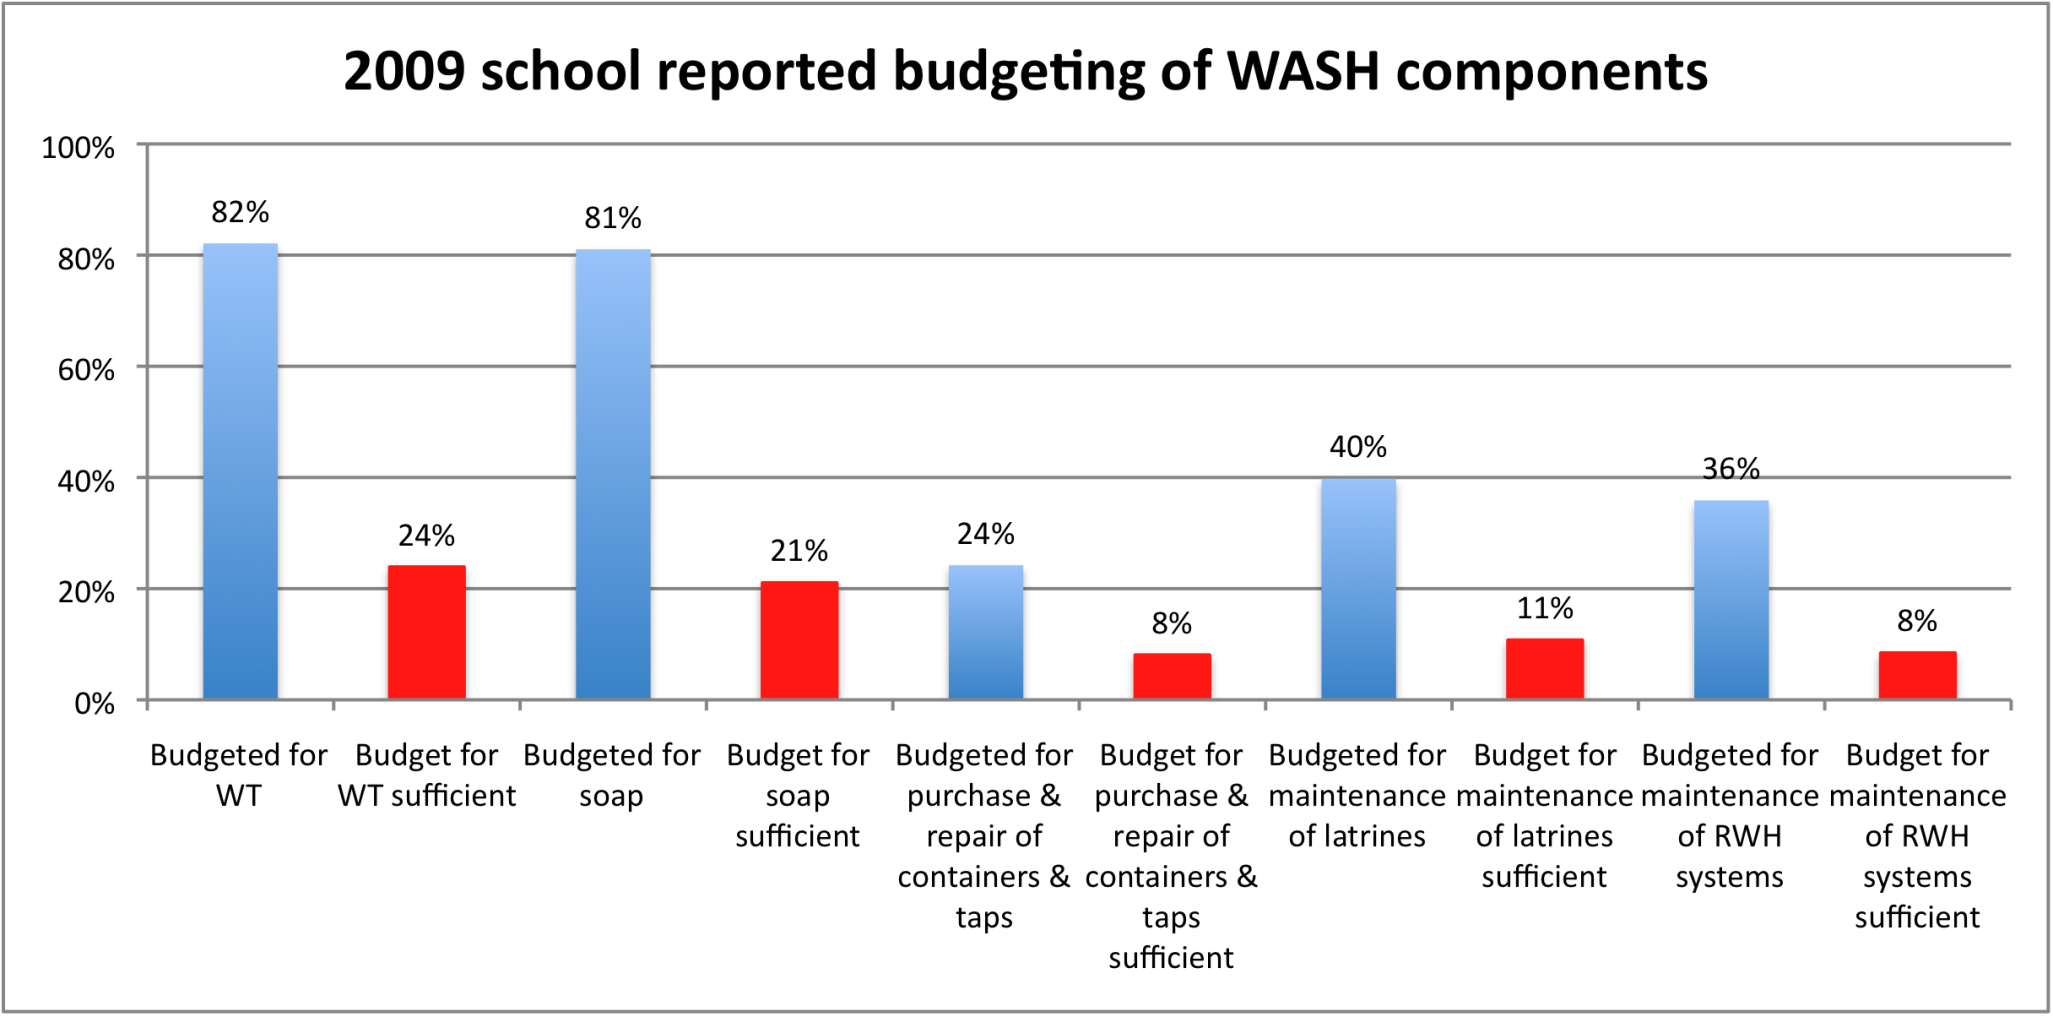 2009 school reported budgeting of WASH components
100%
80%
60%
40%
20%
0%
82%
24%
81%
21%
24%
8%
40%
11%
36%
8%
Budgeted for
WT
Budget for
WT sufficient
Budgeted for
soap
Budget for
soap
sufficient
Budgeted for
purchase &
repair of
containers &
taps
Budget for
purchase &
repair of
containers &
taps
sufficient
Budgeted for
maintenance
of latrines
Budget for
maintenance
of latrines
sufficient
Budgeted for
maintenance
of RWH
systems
Budget for
maintenance
of RWH
systems
sufficient